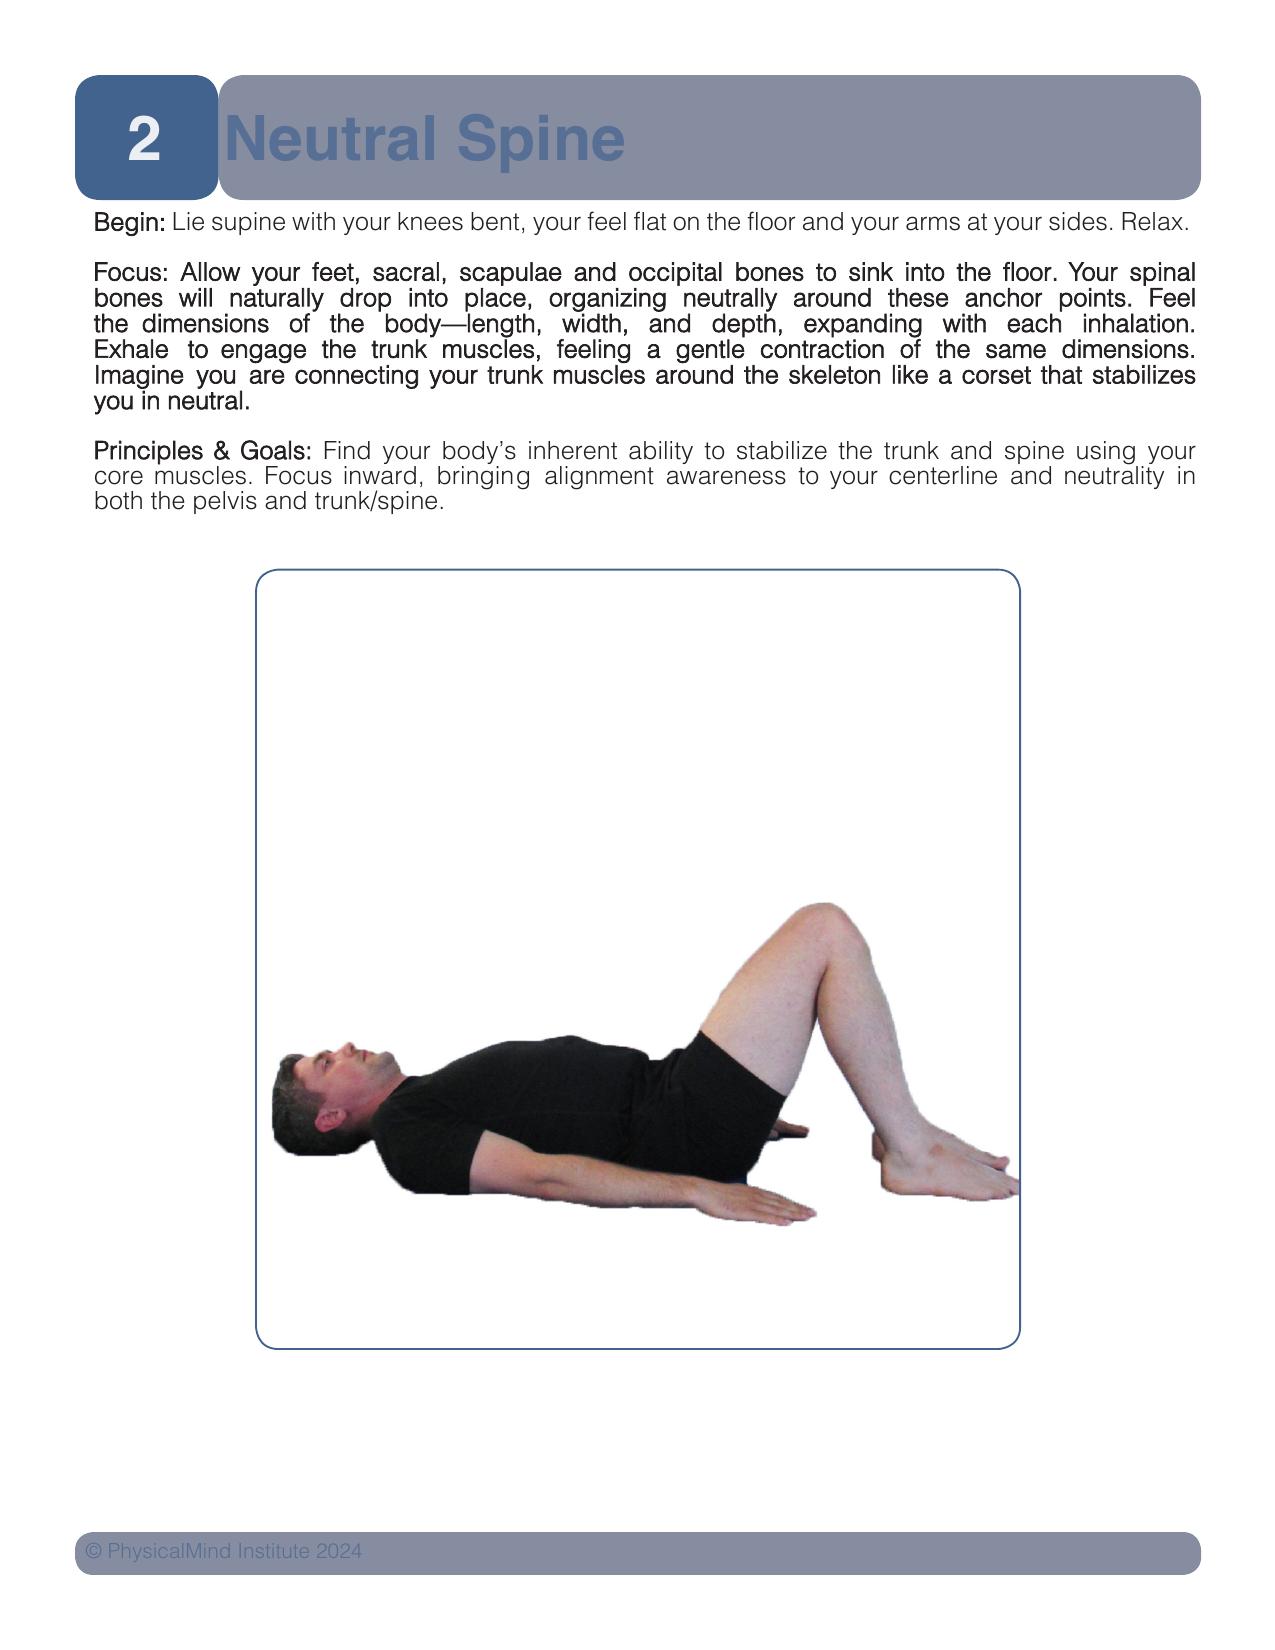 2
Neutral Spine
Begin: Lie supine with your knees bent, your feel flat on the floor and your arms at your sides. Relax.
Focus: Allow your feet, sacral, scapulae and occipital bones to sink into the floor. Your spinal
bones will naturally drop into place, organizing neutrally around these anchor points. Feel
the dimensions of the body—length, width, and depth, expanding with each inhalation.
Exhale to engage the trunk muscles, feeling a gentle contraction of the same dimensions.
Imagine you are connecting your trunk muscles around the skeleton like a corset that stabilizes
you in neutral.
Principles & Goals: Find your body’s inherent ability to stabilize the trunk and spine using your
core muscles. Focus inward, bringing alignment awareness to your centerline and neutrality in
both the pelvis and trunk/spine.
© PhysicalMind Institute 2024